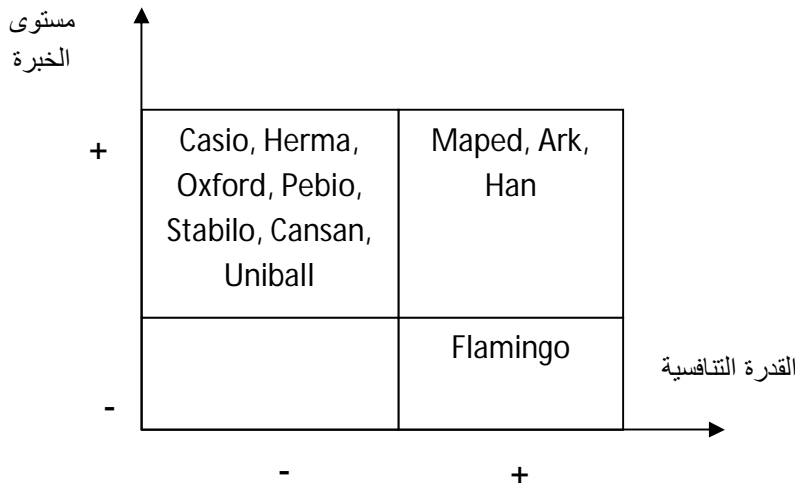 مستوى
الخبرة
+
Casio, Herma,
Oxford, Pebio,
Stabilo, Cansan,
Uniball
Maped, Ark,
Han
Flamingo
القدرة التنافسية
-
-
+